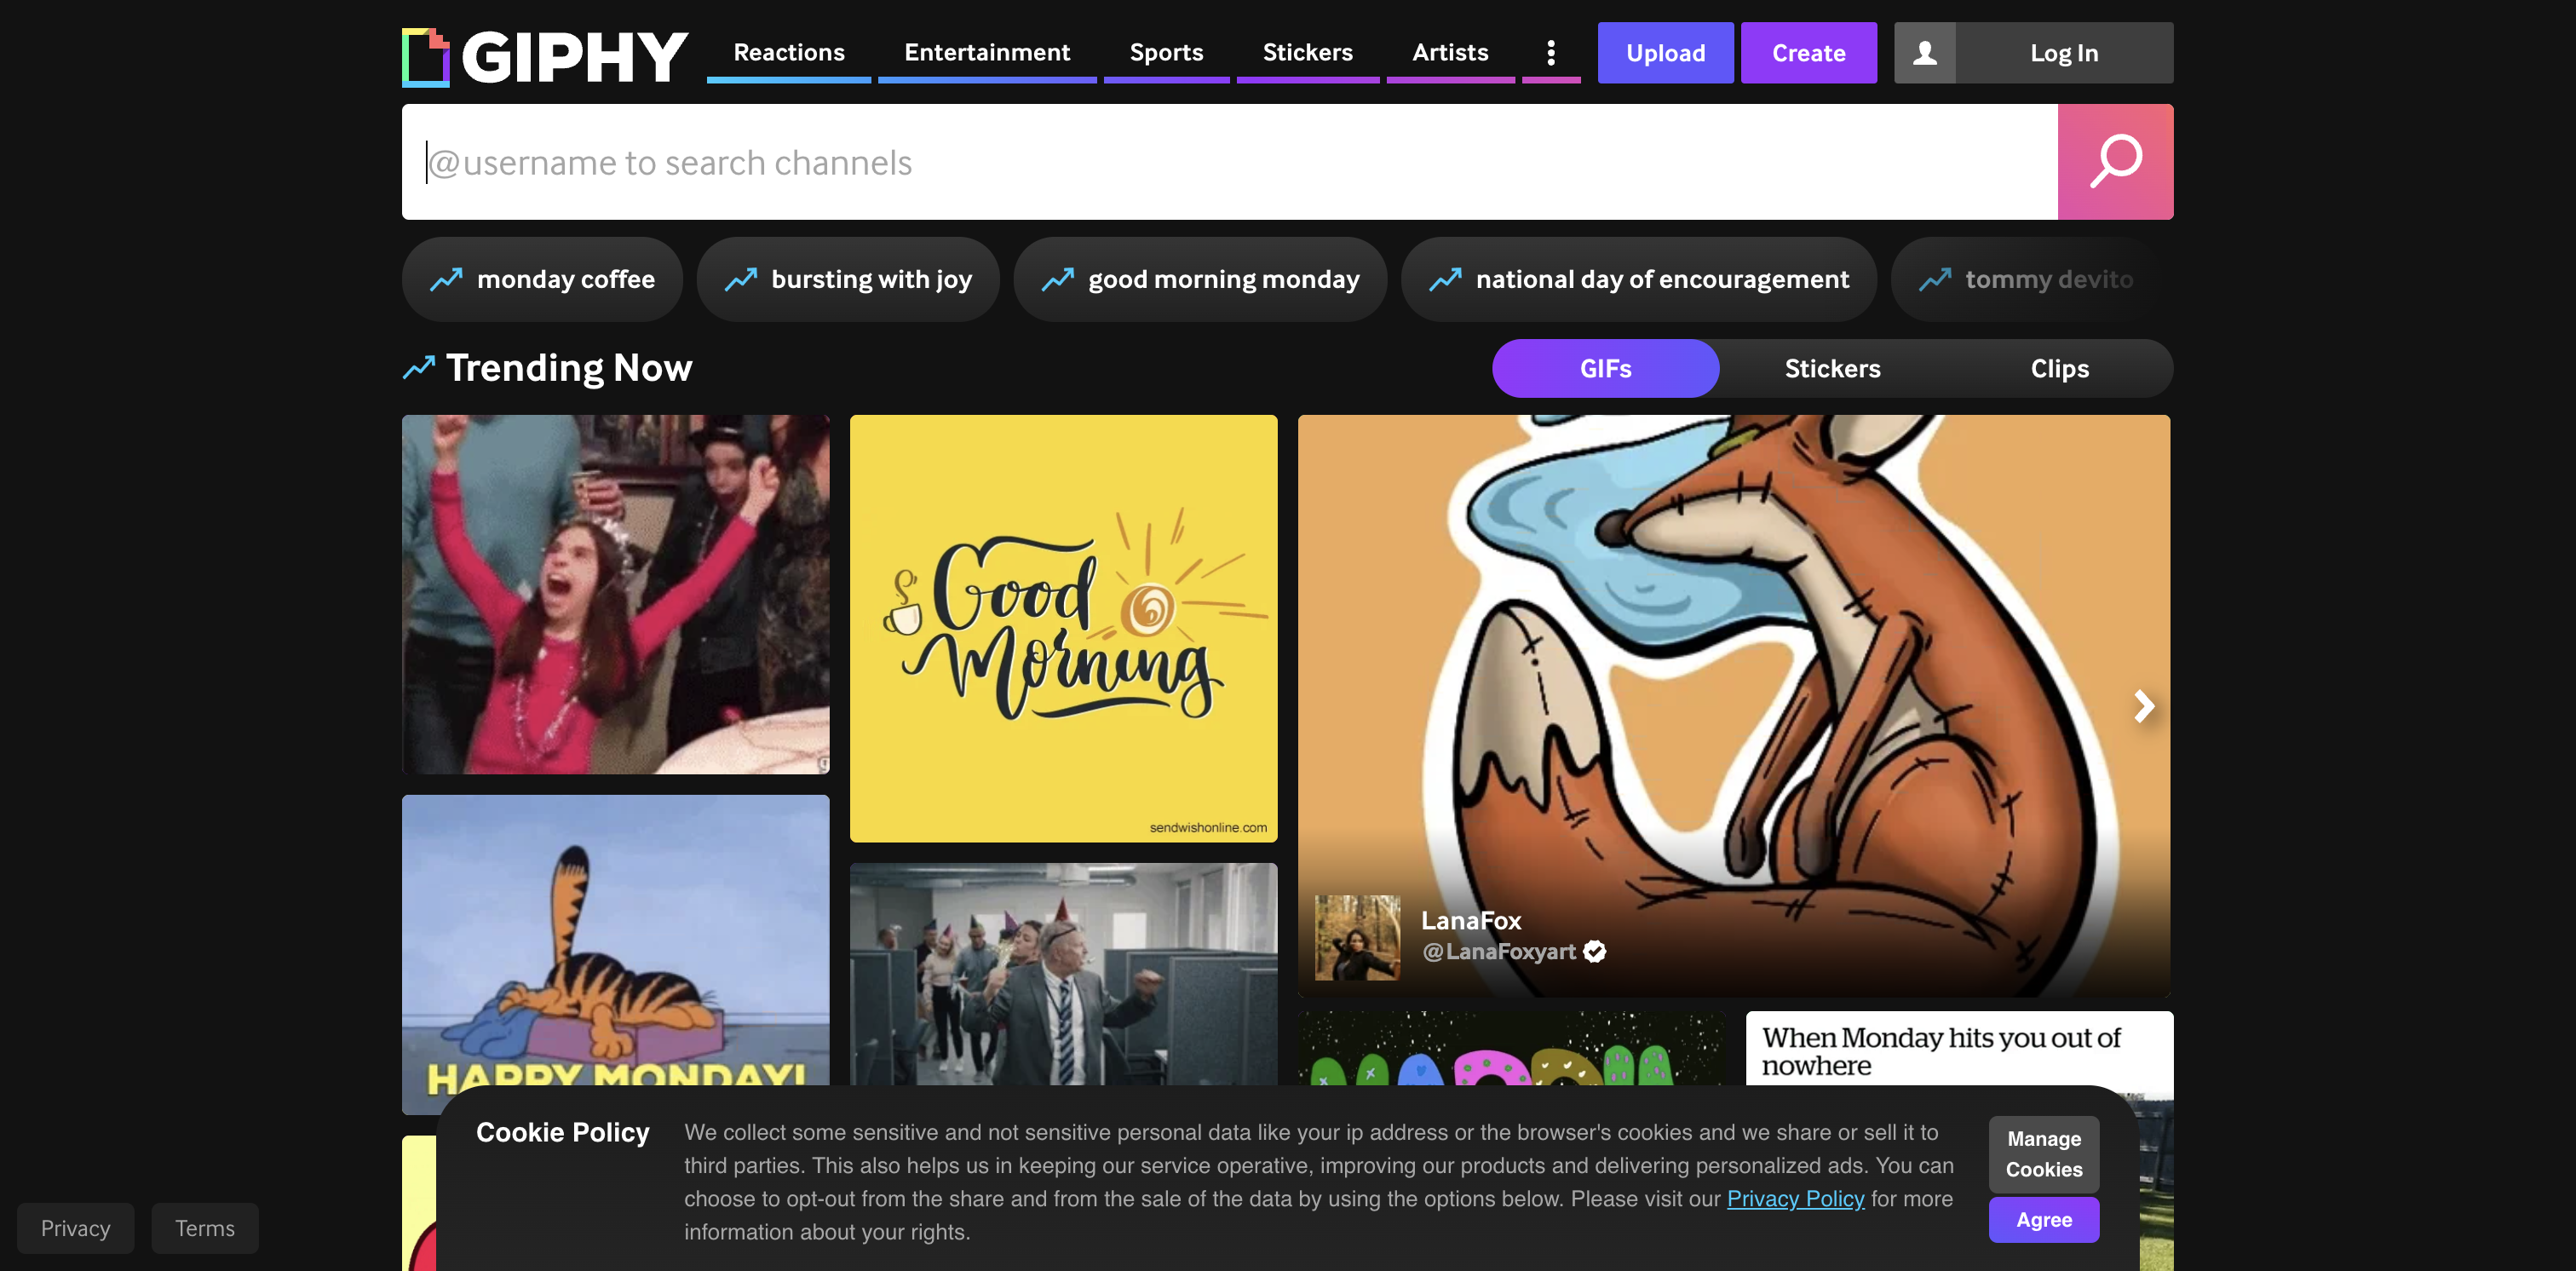 GIPHY
Reactions
Entertainment
Sports
Stickers
Artists
Upload
Create
Log In
@username to search channels
monday coffee
bursting with joy
good morning monday
national day of encouragement
tommy devito
Trending Now
GIFs
Stickers
Clips
Good
Morning
sendwishonline.com
LanaFox
@LanaFoxyart
HAPPY MONDAY!
When Monday hits you out of
nowhere
Cookie Policy
We collect some sensitive and not sensitive personal data like your ip address or the browser's cookies and we share or sell it to
third parties. This also helps us in keeping our service operative, improving our products and delivering personalized ads. You can
choose to opt-out from the share and from the sale of the data by using the options below. Please visit our Privacy Policy for more
information about your rights.
Manage
Cookies
Agree
Privacy
Terms